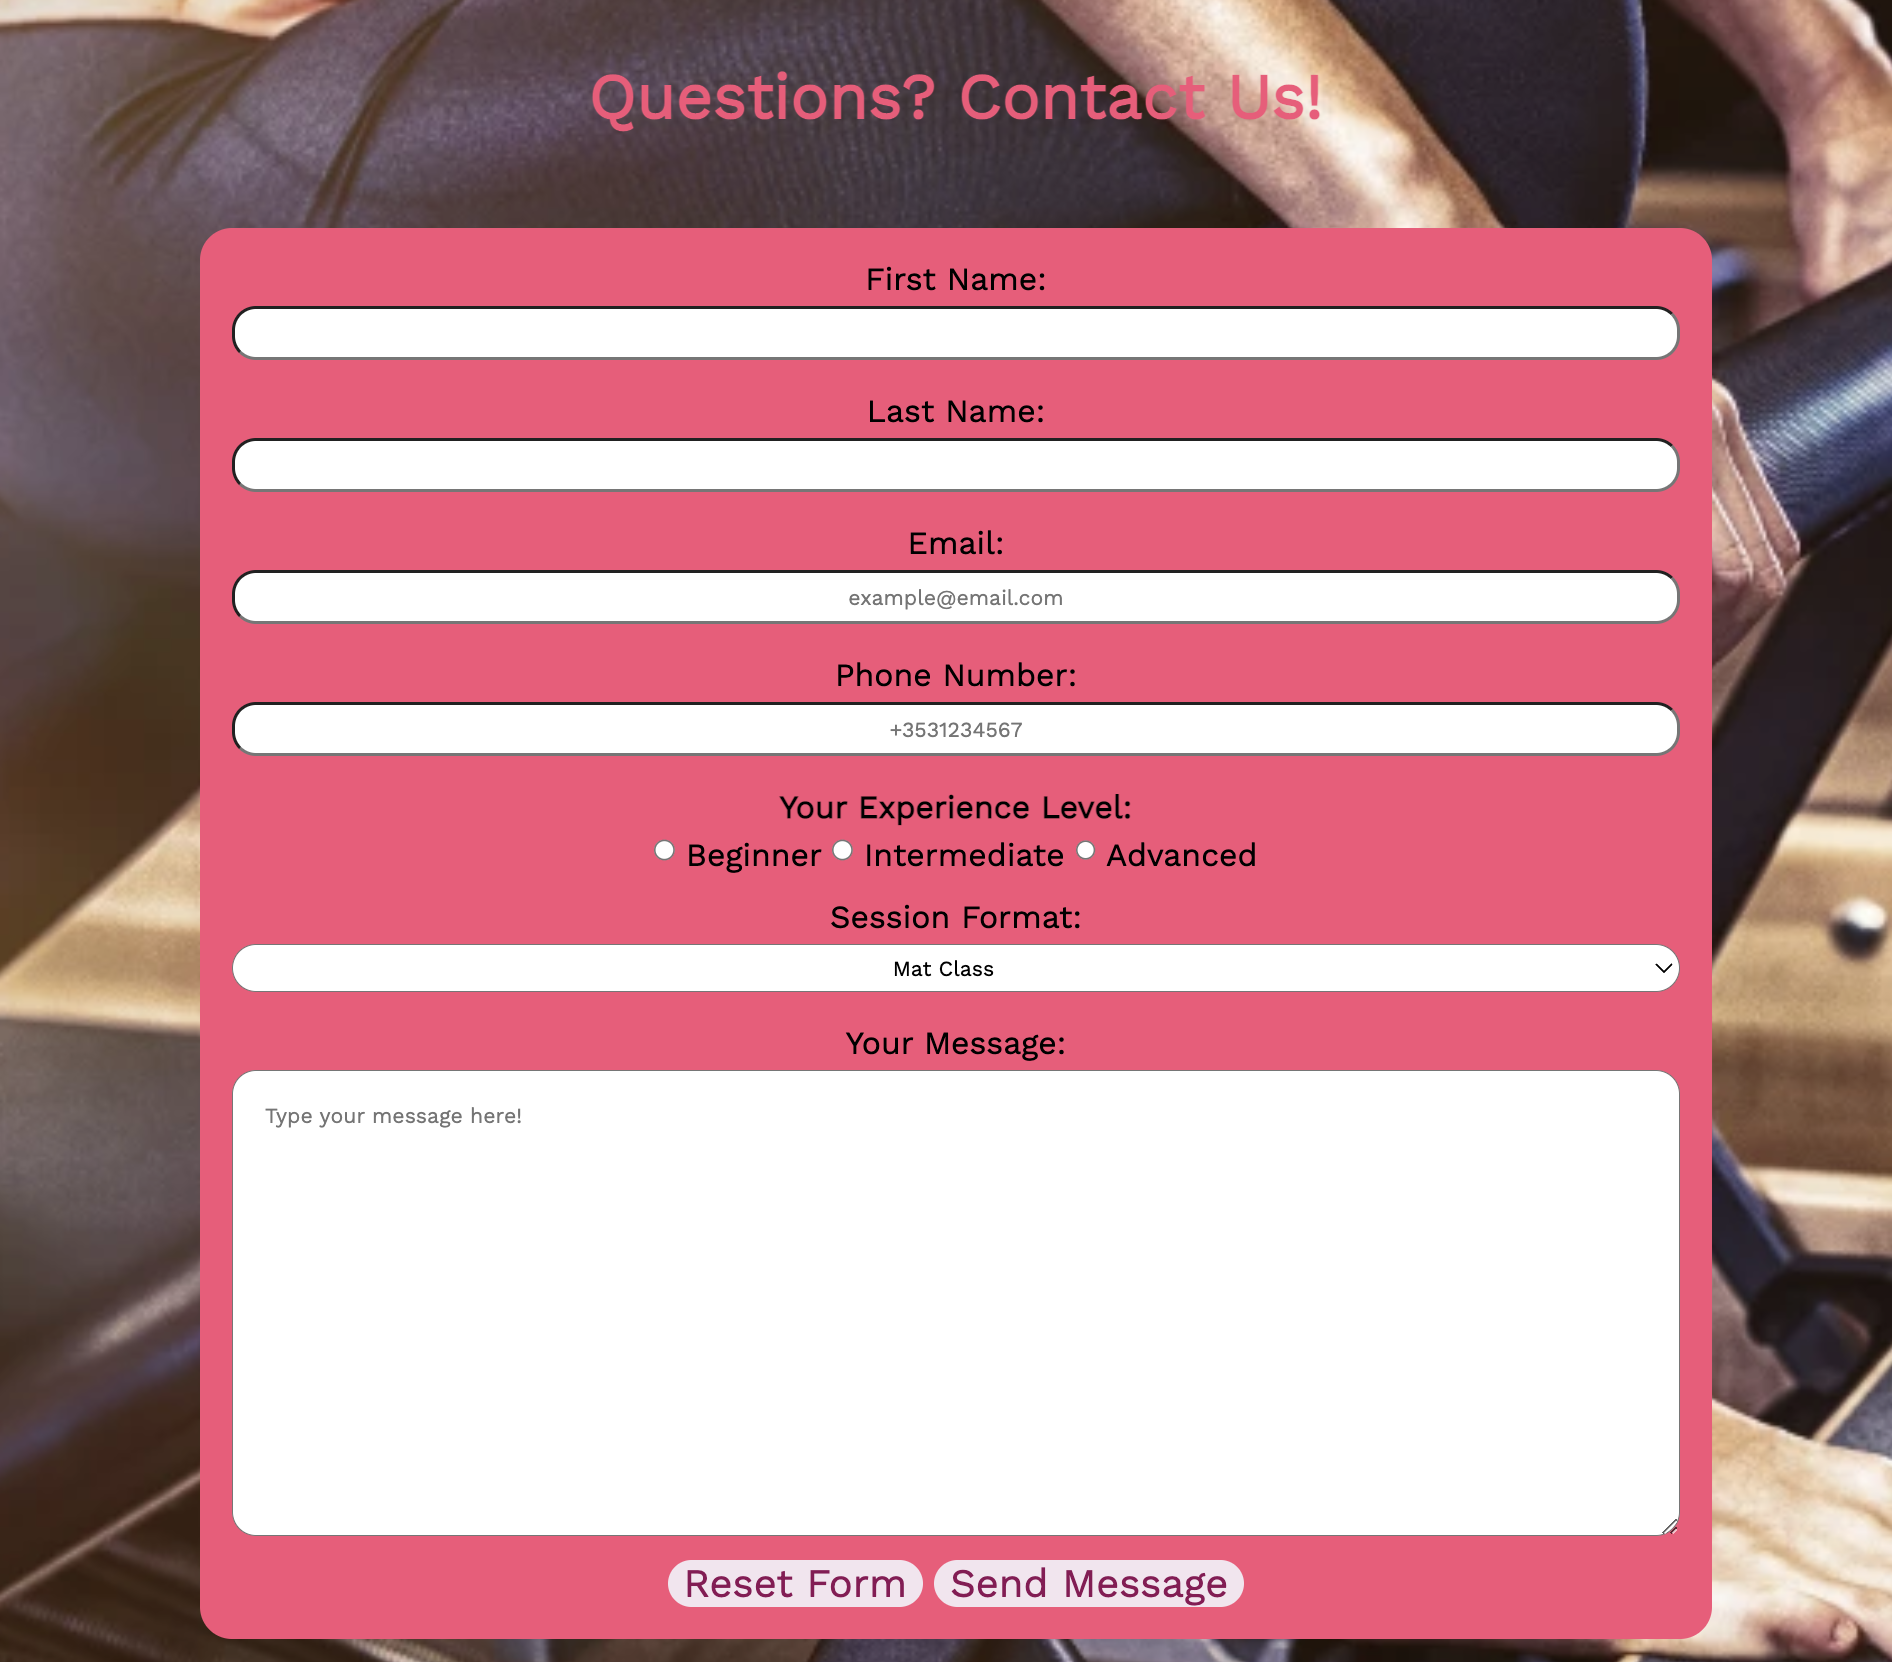 Questions? Contact Us!
First Name:
Last Name:
Email:
example@email.com
Phone Number:
+3531234567
Your Experience Level:
Beginner Intermediate Advanced
Session Format:
Mat Class
Your Message:
Type your message here!
Reset Form Send Message